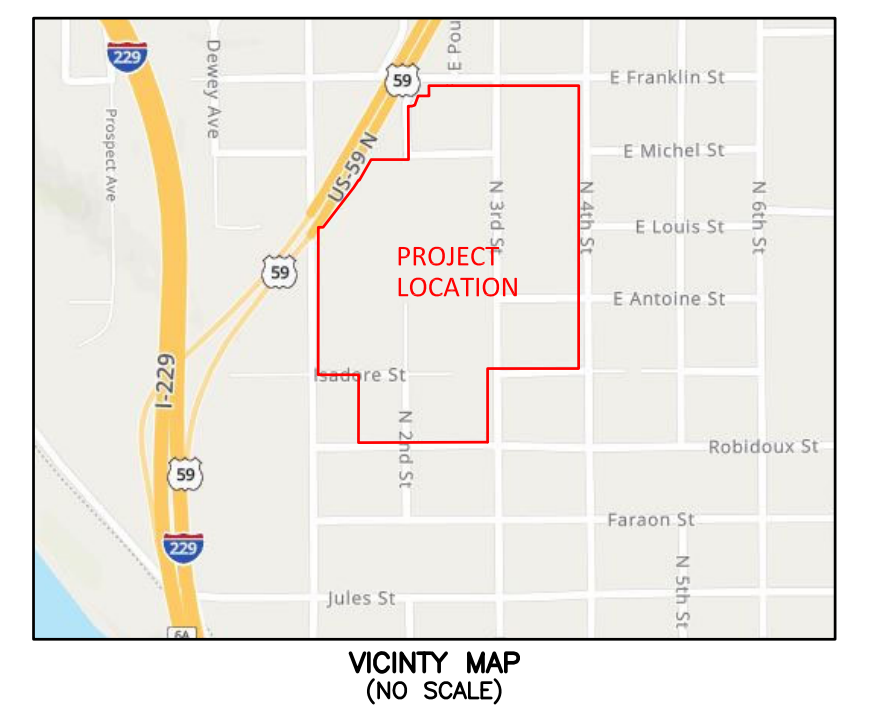 229
Dewey Ave
E Pou
59
E Franklin St
Prospect Ave
US-59 N
E Michel St
N 3rd St
N 4th St
N 6th St
E Louis St
59
PROJECT
LOCATION
E Antoine St
I-229
Isadore St
N 2nd St
Robidoux St
59
Faraon St
229
N 5th St
Jules St
6A
VICINTY MAP
(NO SCALE)